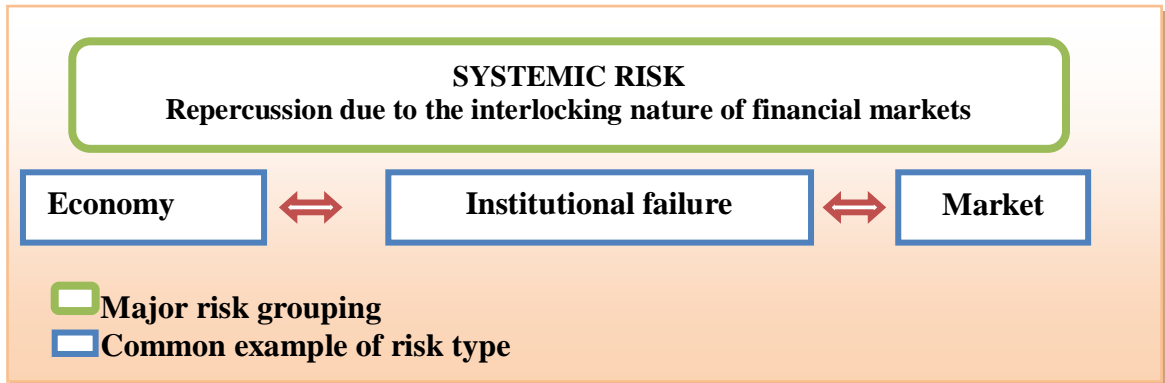 SYSTEMIC RISK
Repercussion due to the interlocking nature of financial markets
Economy
Institutional failure
Market
Major risk grouping
Common example of risk type